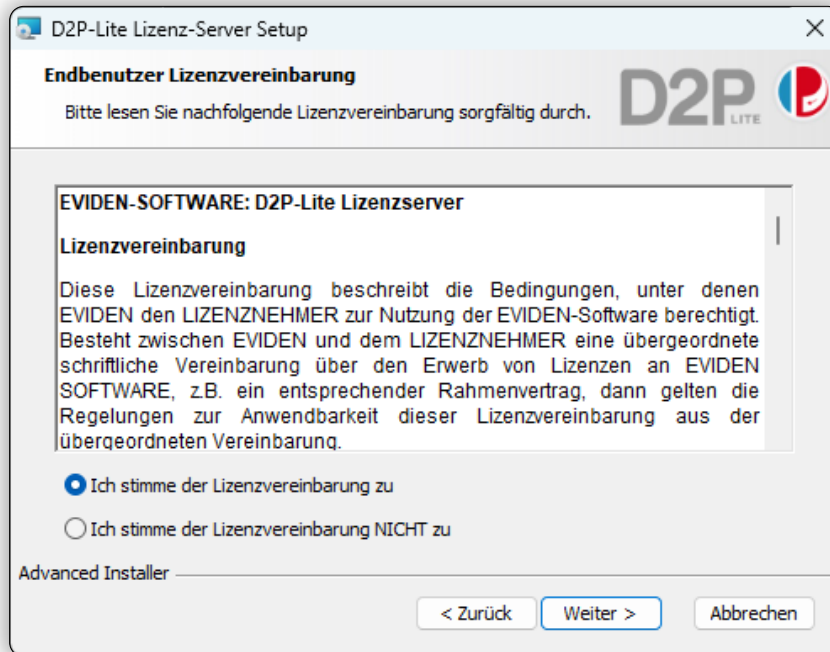 D2P-Lite Lizenz-Server Setup
Endbenutzer Lizenzvereinbarung
Bitte lesen Sie nachfolgende Lizenzvereinbarung sorgfältig durch.
D2P
LITE
EVIDEN-SOFTWARE: D2P-Lite Lizenzserver
Lizenzvereinbarung
Diese Lizenzvereinbarung beschreibt die Bedingungen, unter denen
EVIDEN den LIZENZNEHMER zur Nutzung der EVIDEN-Software berechtigt.
Besteht zwischen EVIDEN und dem LIZENZNEHMER eine übergeordnete
schriftliche Vereinbarung über den Erwerb von Lizenzen an EVIDEN
SOFTWARE, z.B. ein entsprechender Rahmenvertrag, dann gelten die
Regelungen zur Anwendbarkeit dieser Lizenzvereinbarung aus der
übergeordneten Vereinbarung.
Ich stimme der Lizenzvereinbarung zu
Ich stimme der Lizenzvereinbarung NICHT zu
Advanced Installer
< Zurück Weiter > Abbrechen